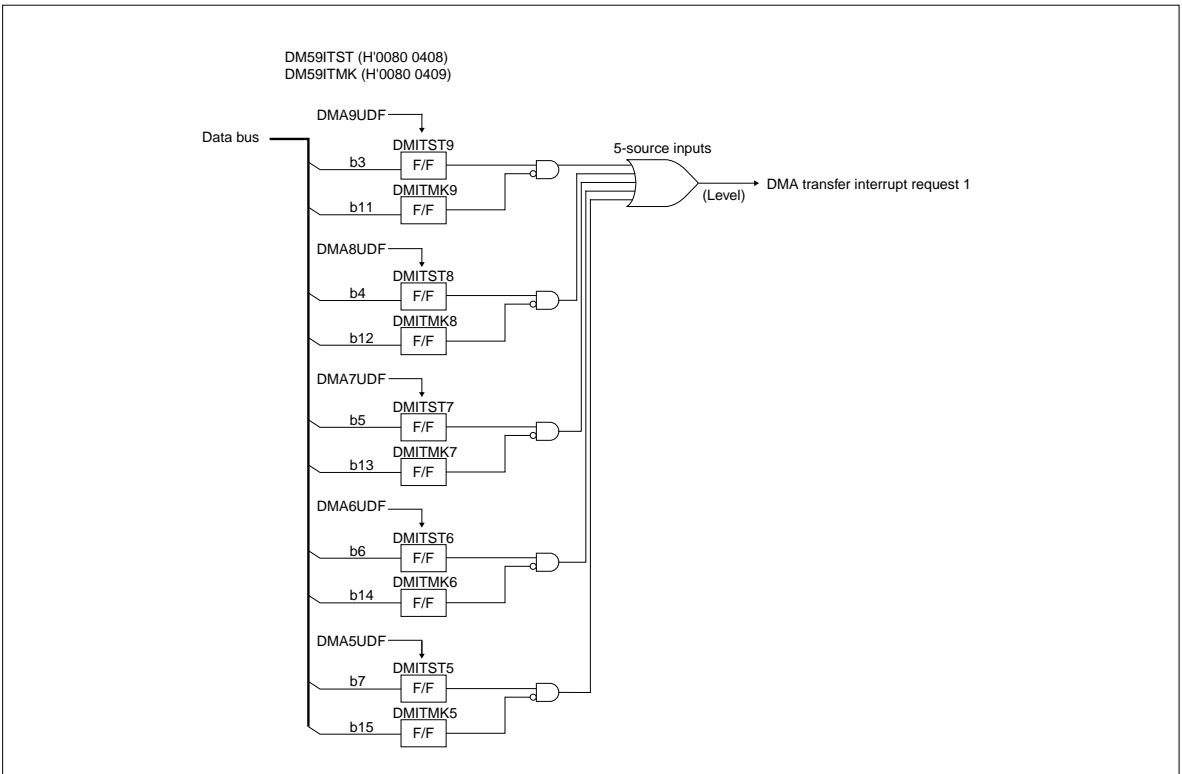 DM59ITST (H'0080 0408)
DM59ITMK (H'0080 0409)
DMA9UDF
Data bus
DMITST9
5-source inputs
b3
F/F
DMITMK9
DMA transfer interrupt request 1
(Level)
b11
F/F
DMA8UDF
DMITST8
b4
F/F
DMITMK8
b12
F/F
DMA7UDF
DMITST7
b5
F/F
DMITMK7
b13
F/F
DMA6UDF
DMITST6
b6
F/F
DMITMK6
b14
F/F
DMA5UDF
DMITST5
b7
F/F
DMITMK5
b15
F/F